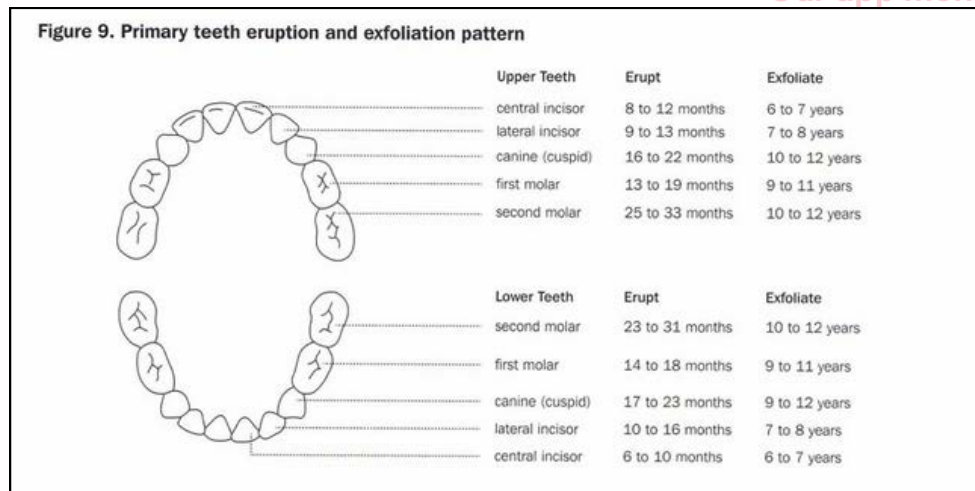 Figure 9. Primary teeth eruption and exfoliation pattern
Upper Teeth Erupt Exfoliate
central incisor 8 to 12 months 6 to 7 years
lateral incisor 9 to 13 months 7 to 8 years
canine (cuspid) 16 to 22 months 10 to 12 years
first molar 13 to 19 months 9 to 11 years
second molar 25 to 33 months 10 to 12 years
Lower Teeth Erupt Exfoliate
second molar 23 to 31 months 10 to 12 years
first molar 14 to 18 months 9 to 11 years
canine (cuspid) 17 to 23 months 9 to 12 years
lateral incisor 10 to 16 months 7 to 8 years
central incisor 6 to 10 months 6 to 7 years